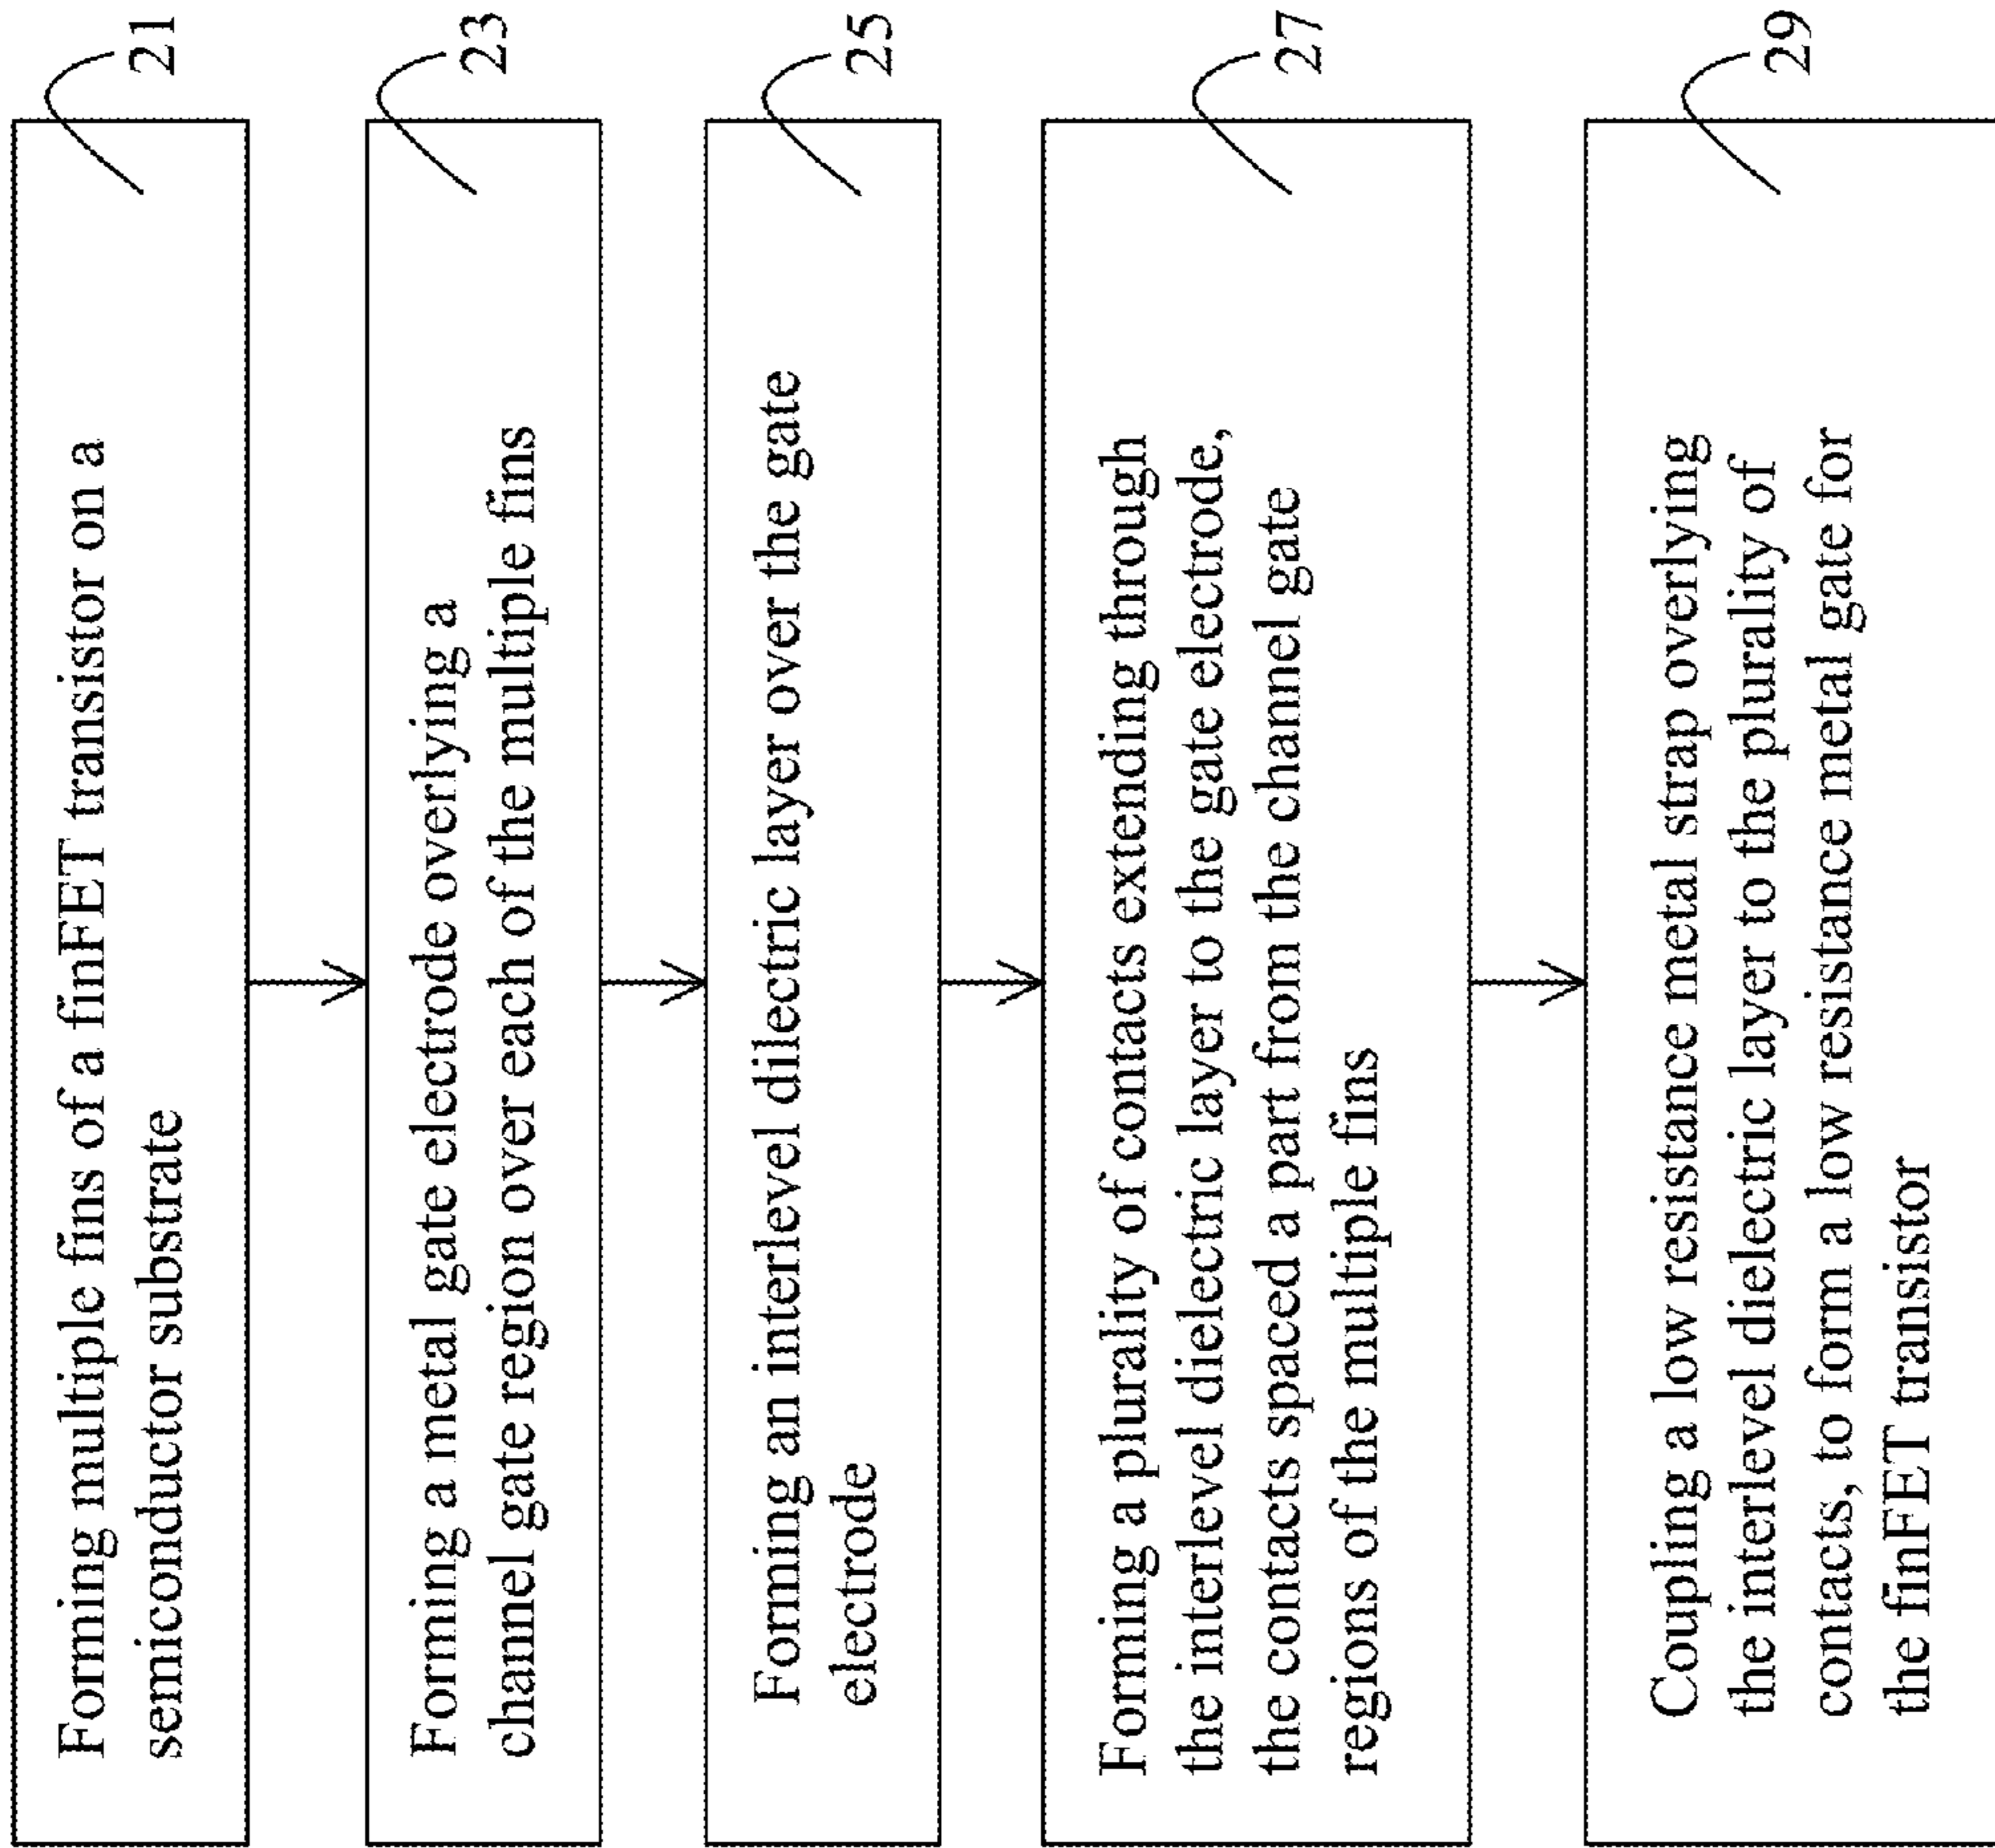 Forming multiple fins of a finFET transistor on a
semiconductor substrate
21
Forming a metal gate electrode overlying a
channel gate region over each of the multiple fins
23
Forming an interlevel dilectric layer over the gate
electrode
25
Forming a plurality of contacts extending through
the interlevel dielectric layer to the gate electrode,
the contacts spaced a part from the channel gate
regions of the multiple fins
27
Coupling a low resistance metal strap overlying
the interlevel dielectric layer to the plurality of
contacts, to form a low resistance metal gate for
the finFET transistor
29